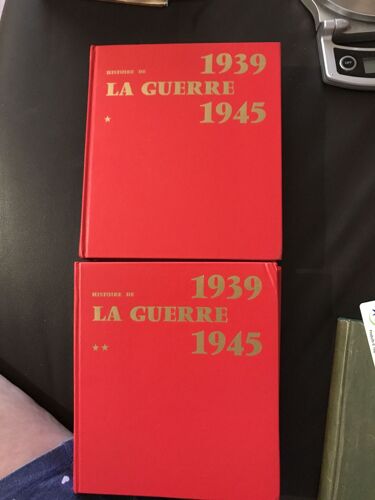 HISTOIRE DE 1939
LA GUERRE
★ 1945
HISTOIRE DE 1939
LA GUERRE
★★ 1945